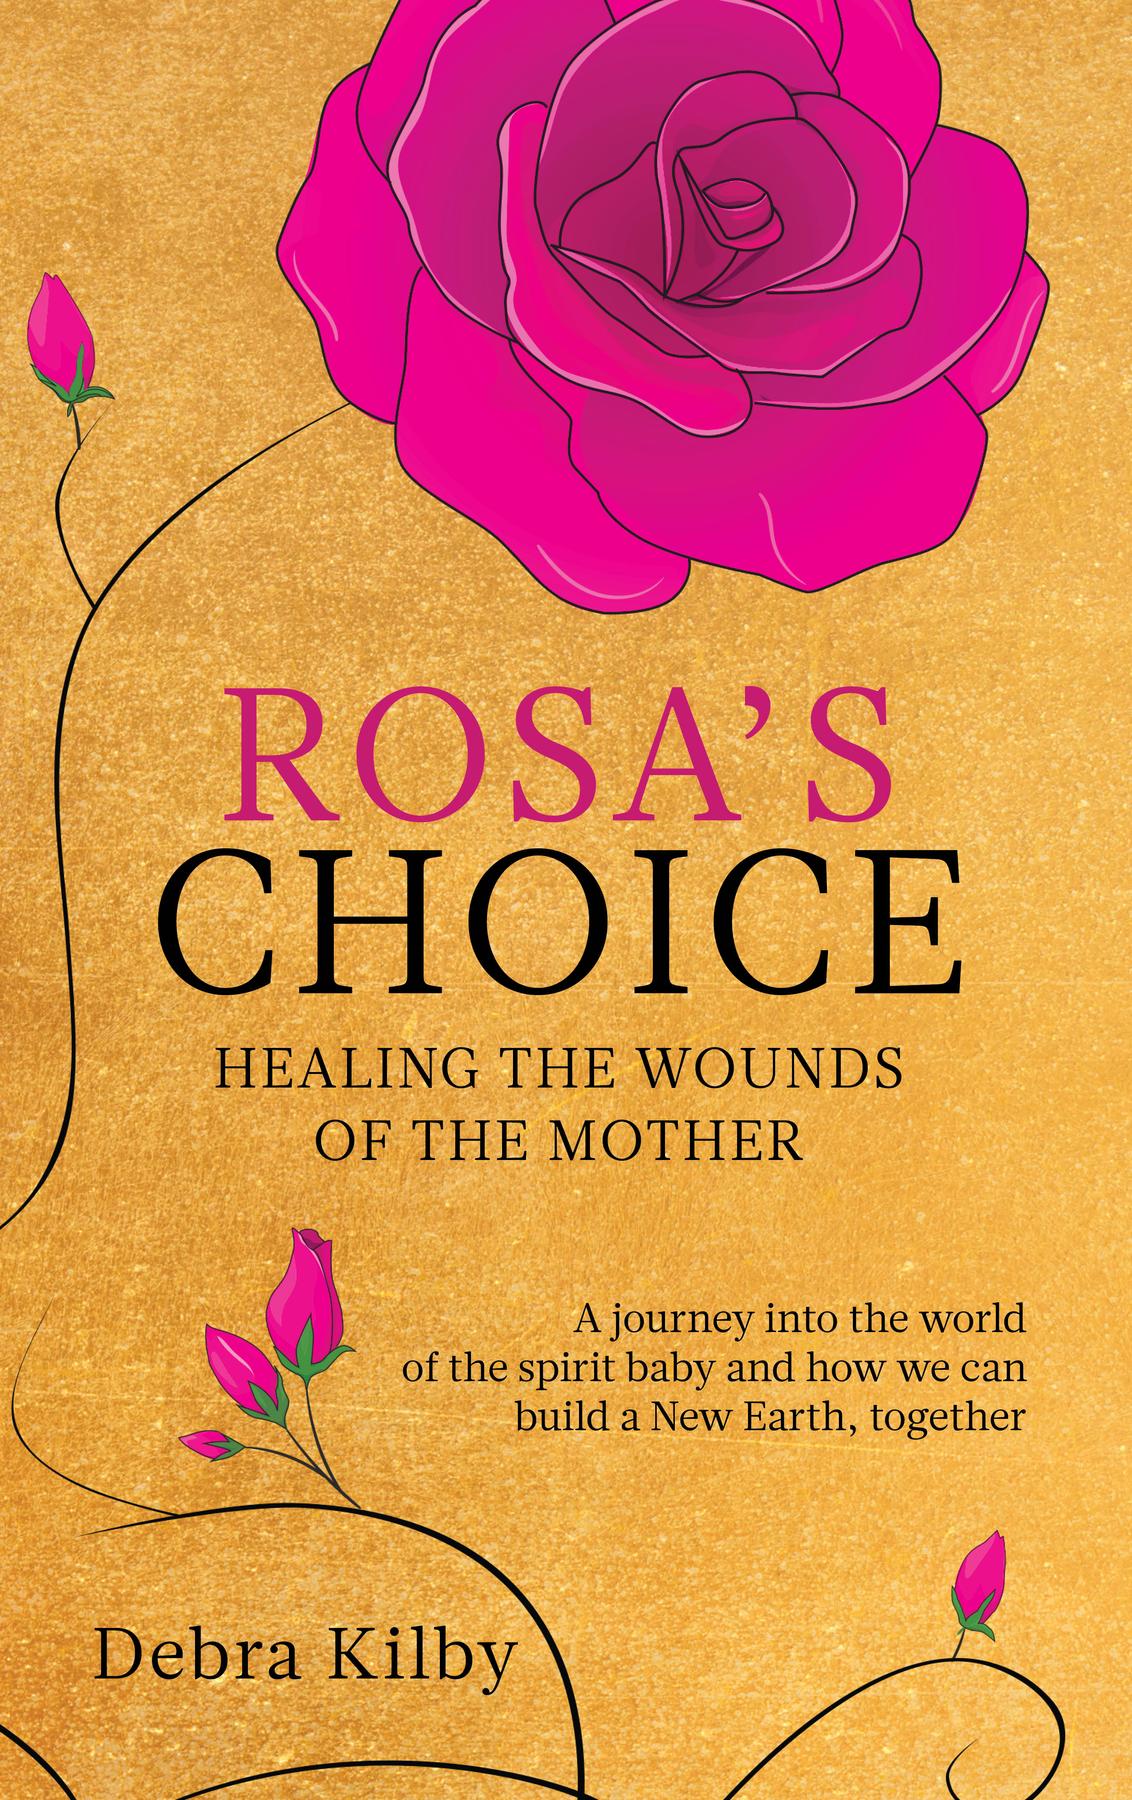 ROSA’S
CHOICE
HEALING THE WOUNDS
OF THE MOTHER
A journey into the world
of the spirit baby and how we can
build a New Earth, together
Debra Kilby